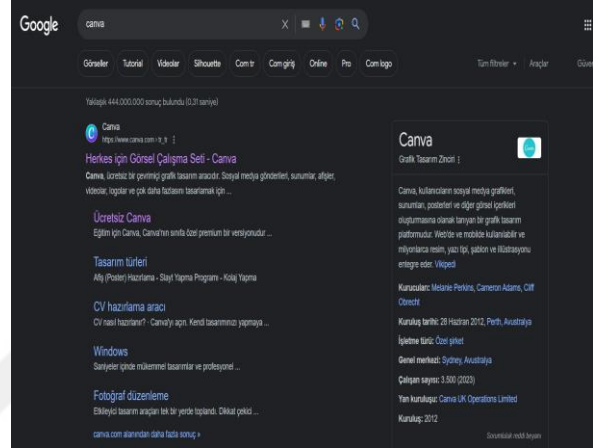 Google
canva
Görseller Tutorial Videolar Silhouette Com tr Com giriş Online Pro Com logo
Tüm filtreler Araçlar
Yaklaşık 444.000.000 sonuç bulundu (0,31 saniye)
Canva
https://www.canva.com › tr_tr
Herkes için Görsel Çalışma Seti - Canva
Canva, ücretsiz bir çevrimiçi grafik tasarım aracıdır. Sosyal medya gönderileri, sunumlar, afişler,
videolar, logolar ve çok daha fazlasını tasarlamak için ...
Ücretsiz Canva
Eğitim için Canva, Canva'nın sınıfa özel premium bir versiyonudur ...
Tasarım türleri
Afiş (Poster) Hazırlama - Slayt Yapma Programı - Kolaj Yapma
CV hazırlama aracı
CV nasıl hazırlanır? · Canva'yı açın. Kendi tasarımınızı yapmaya ...
Windows
Saniyeler içinde mükemmel tasarımlar ve profesyonel ...
Fotoğraf düzenleme
Etkileyici tasarım araçları tek bir yerde toplandı. Dikkat çekici ...
canva.com alanından daha fazla sonuç »
Canva
Grafik Tasarım Zinciri
Canva, kullanıcıların sosyal medya grafikleri,
sunumları, posterleri ve diğer görsel içerikleri
oluşturmasına olanak tanıyan bir grafik tasarım
platformudur. Web'de ve mobilde kullanılabilir ve
milyonlarca resim, yazı tipi, şablon ve illüstrasyonu
entegre eder. Vikipedi
Kurucuları: Melanie Perkins, Cameron Adams, Cliff
Obrecht
Kuruluş tarihi: 28 Haziran 2012, Perth, Avustralya
İşletme türü: Özel şirket
Genel merkezi: Sydney, Avustralya
Çalışan sayısı: 3.500 (2023)
Yan kuruluşu: Canva UK Operations Limited
Kuruluş: 2012
Sorumluluk reddi beyanı